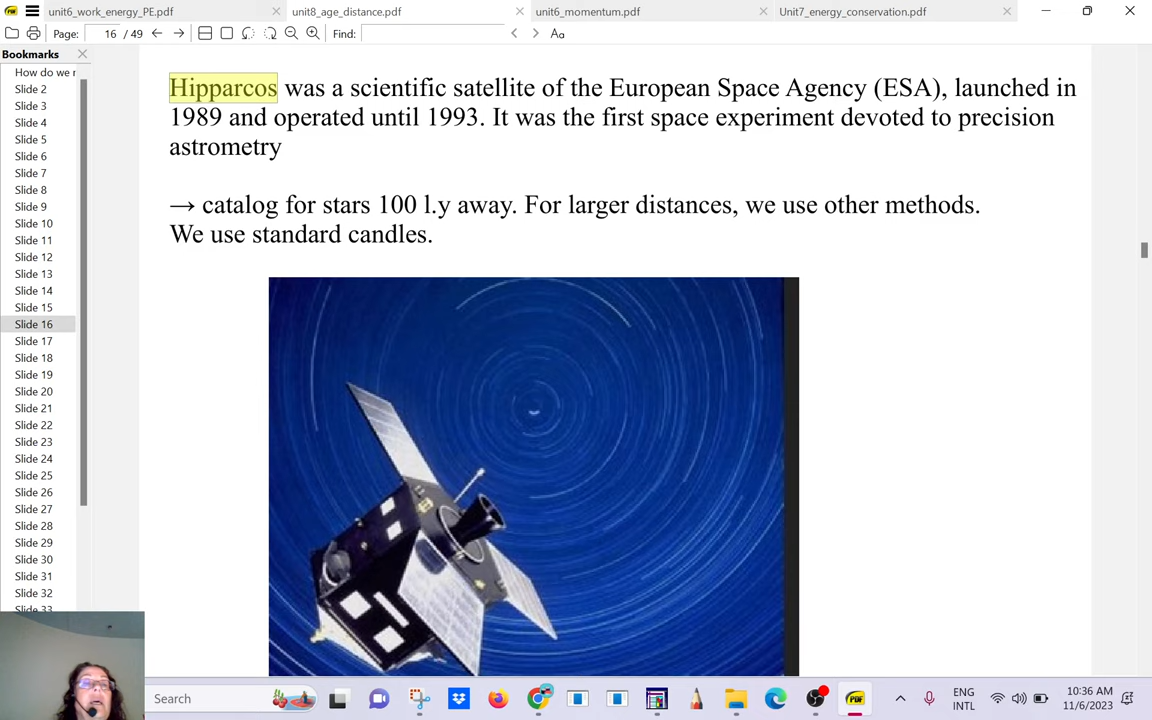 unit6_work_energy_PE.pdf
unit8_age_distance.pdf
unit6_momentum.pdf
Unit7_energy_conservation.pdf
Page: 16 / 49
Find:
Aa
Bookmarks
How do we r
Slide 2
Slide 3
Slide 4
Slide 5
Slide 6
Slide 7
Slide 8
Slide 9
Slide 10
Slide 11
Slide 12
Slide 13
Slide 14
Slide 15
Slide 16
Slide 17
Slide 18
Slide 19
Slide 20
Slide 21
Slide 22
Slide 23
Slide 24
Slide 25
Slide 26
Slide 27
Slide 28
Slide 29
Slide 30
Slide 31
Slide 32
Slide 33
Hipparcos was a scientific satellite of the European Space Agency (ESA), launched in
1989 and operated until 1993. It was the first space experiment devoted to precision
astrometry
→ catalog for stars 100 l.y away. For larger distances, we use other methods.
We use standard candles.
Search
PDF
ENG
INTL
10:36 AM
11/6/2023